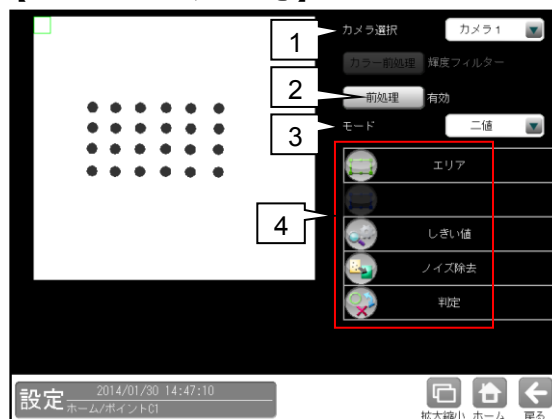 1
カメラ選択
カメラ1
カラー前処理
輝度フィルター
2
前処理
有効
3
モード
二値
4
エリア
しきい値
ノイズ除去
判定
設定
2014/01/30 14:47:10
ホーム/ポイント01
拡大縮小
ホーム
戻る